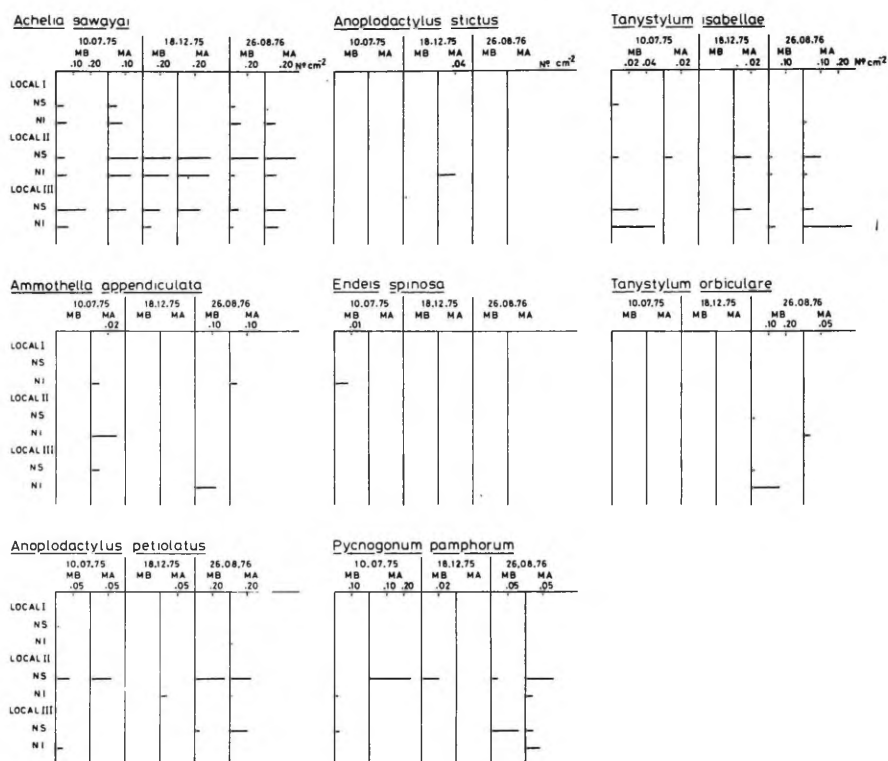 Achelia sawayai
10.07.75 18.12.75 26.08.76
MB MA MB MA MB MA
.10 .20 .10 .20 .20 .20 .20 Nº cm-2
LOCAL I
NS
NI
LOCAL II
NS
NI
LOCAL III
NS
NI
Anoplodactylus stictus
10.07.75 18.12.75 26.08.76
MB MA MB MA MB MA
.04 Nº cm-2
Tanystylum isabellae
10.07.75 18.12.75 26.08.76
MB MA MB MA MB MA
.02 .04 .02 .02 .10 .10 .20 Nº cm-2
Ammothella appendiculata
10.07.75 18.12.75 26.08.76
MB MA MB MA MB MA
.02 .10 .10
LOCAL I
NS
NI
LOCAL II
NS
NI
LOCAL III
NS
NI
Endeis spinosa
10.07.75 18.12.75 26.08.76
MB MA MB MA MB MA
.01
Tanystylum orbiculare
10.07.75 18.12.75 26.08.76
MB MA MB MA MB MA
.10 .20 .05
Anoplodactylus petiolatus
10.07.75 18.12.75 26.08.76
MB MA MB MA MB MA
.05 .05 .05 .20 .20
LOCAL I
NS
NI
LOCAL II
NS
NI
LOCAL III
NS
NI
Pycnogonum pamphorum
10.07.75 18.12.75 26.08.76
MB MA MB MA MB MA
.10 .10 .20 .02 .05 .05